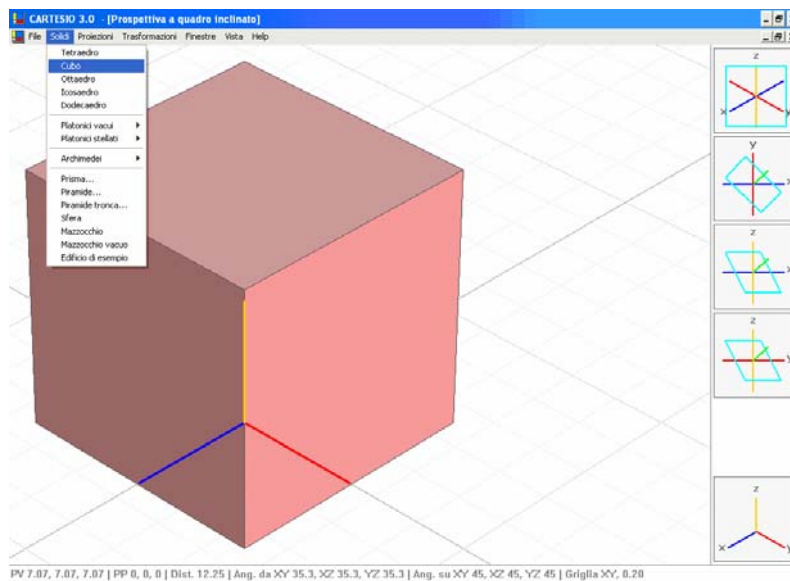 CARTESIO 3.0 - [Prospettiva a quadro inclinato]
File Solidi Proiezioni Trasformazioni Finestre Vista Help
Tetraedro
Cubo
Ottaedro
Icosaedro
Dodecaedro
Platonici vacui
Platonici stellati
Archimedei
Prisma...
Piramide...
Piramide tronca...
Sfera
Mazzocchio
Mazzocchio vacuo
Edificio di esempio
z
x y
y
x
z
x
z
y
z
x y
PV 7.07, 7.07, 7.07 | PP 0, 0, 0 | Dist. 12.25 | Ang. da XY 35.3, XZ 35.3, YZ 35.3 | Ang. su XY 45, XZ 45, YZ 45 | Griglia XY, 0.20